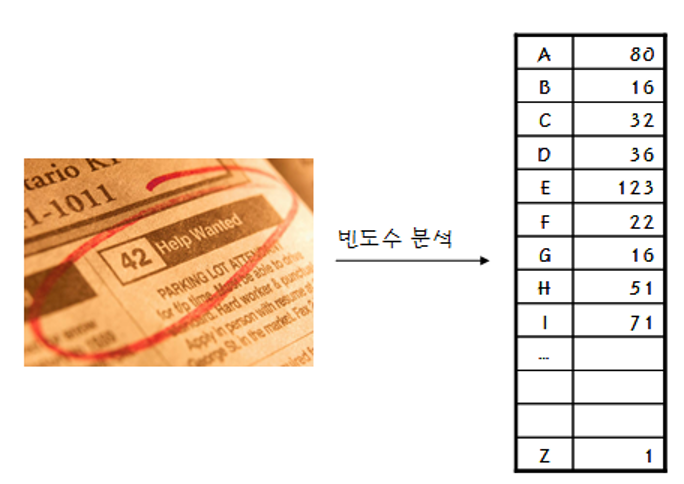 tario K
1-1011
42 Help Wanted
PARKING LOT ATTENDANT
for t/p time. Must be able to drive
standard. Hard worker & punctual
Apply in person with resume at
George St. in the market. Fax
빈도수 분석
A 80
B 16
C 32
D 36
E 123
F 22
G 16
H 51
I 71
...
Z 1